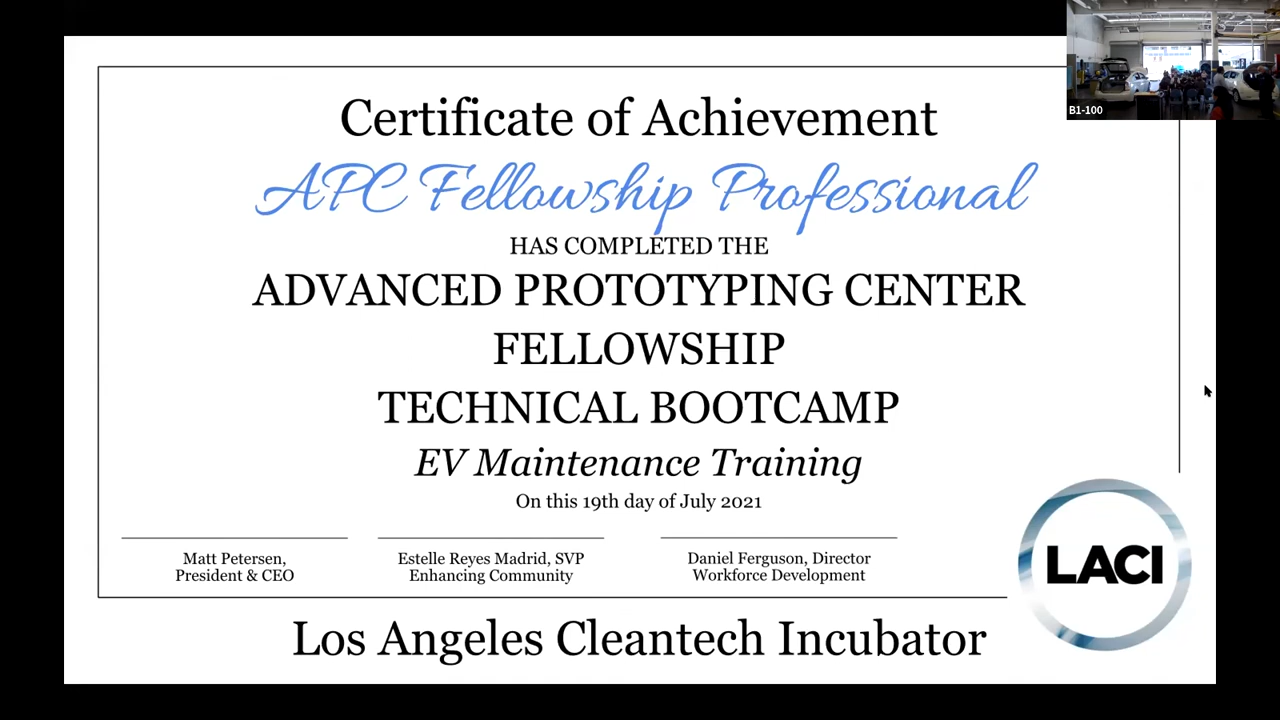 B1-100
Certificate of Achievement
APC Fellowship Professional
HAS COMPLETED THE
ADVANCED PROTOTYPING CENTER
FELLOWSHIP
TECHNICAL BOOTCAMP
EV Maintenance Training
On this 19th day of July 2021
Matt Petersen,
President & CEO
Estelle Reyes Madrid, SVP
Enhancing Community
Daniel Ferguson, Director
Workforce Development
LACI
Los Angeles Cleantech Incubator